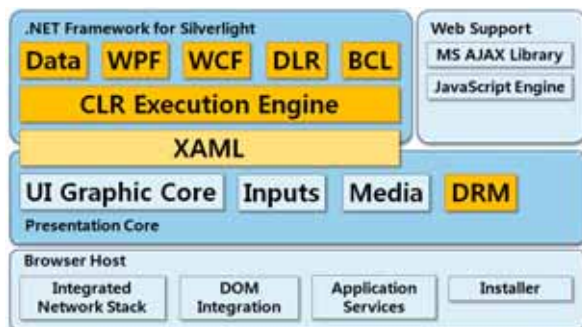 .NET Framework for Silverlight
Data WPF WCF DLR BCL
CLR Execution Engine
XAML
Web Support
MS AJAX Library
JavaScript Engine
UI Graphic Core Inputs Media DRM
Presentation Core
Browser Host
Integrated
Network Stack
DOM
Integration
Application
Services
Installer